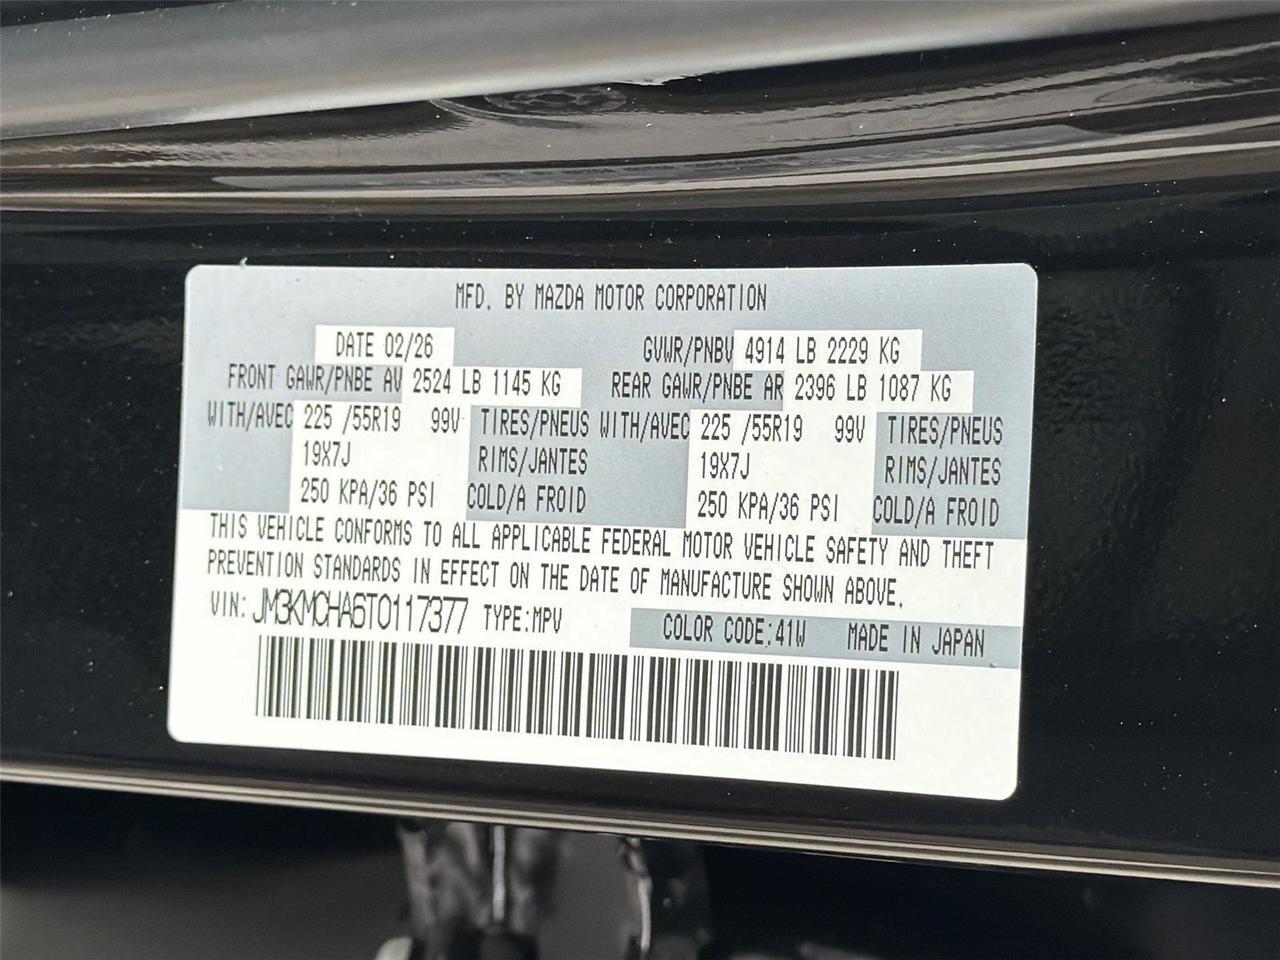 MFD. BY MAZDA MOTOR CORPORATION
DATE 02/26 GVWR/PNBV 4914 LB 2229 KG
FRONT GAWR/PNBE AV 2524 LB 1145 KG REAR GAWR/PNBE AR 2396 LB 1087 KG
WITH/AVEC 225 /55R19 99V TIRES/PNEUS WITH/AVEC 225 /55R19 99V TIRES/PNEUS
19X7J RIMS/JANTES 19X7J RIMS/JANTES
250 KPA/36 PSI COLD/A FROID 250 KPA/36 PSI COLD/A FROID
THIS VEHICLE CONFORMS TO ALL APPLICABLE FEDERAL MOTOR VEHICLE SAFETY AND THEFT
PREVENTION STANDARDS IN EFFECT ON THE DATE OF MANUFACTURE SHOWN ABOVE.
VIN: JM3KMCHA6T0117377 TYPE:MPV COLOR CODE:41W MADE IN JAPAN